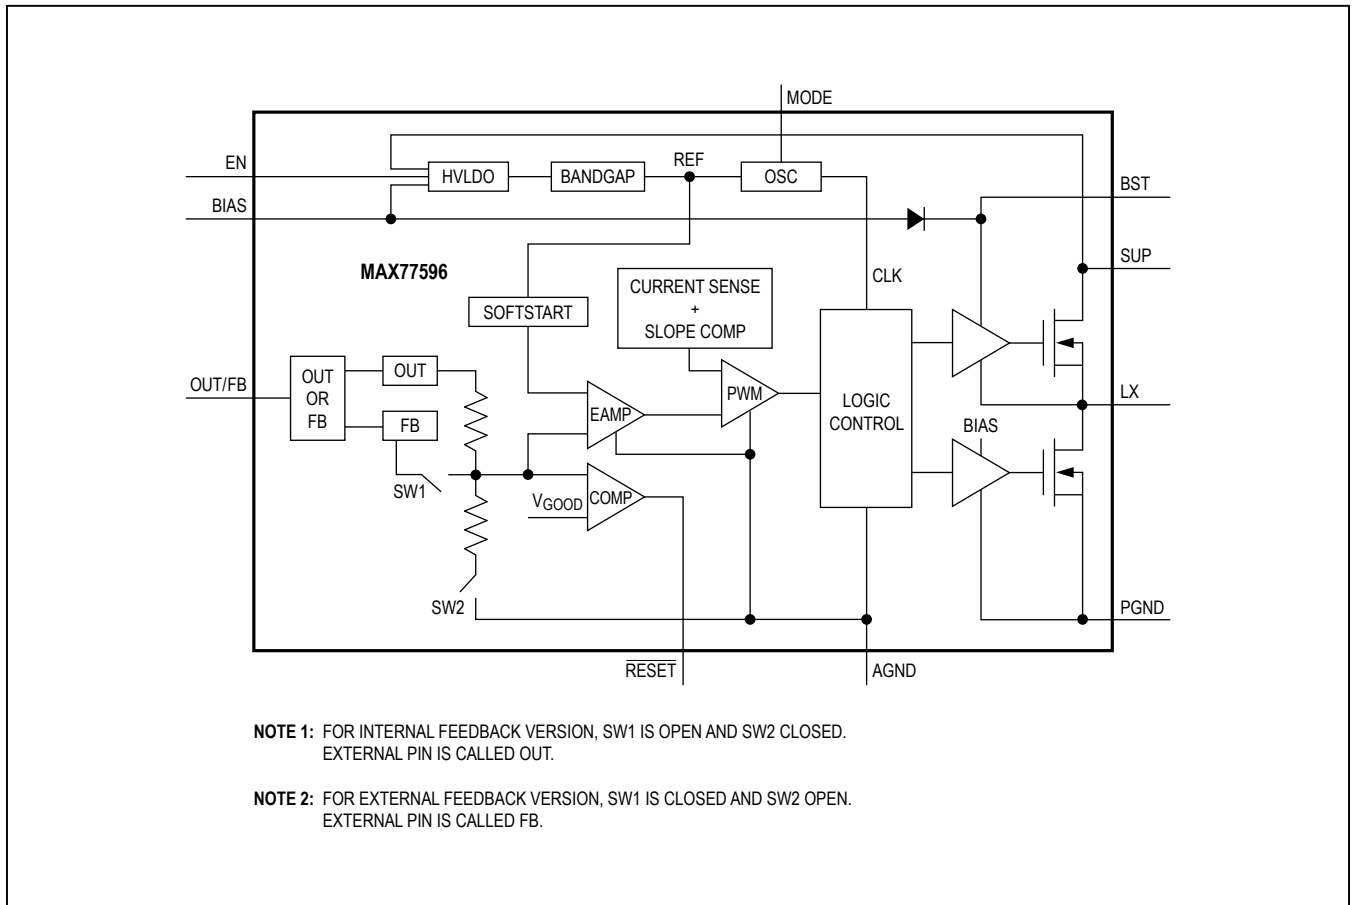 MODE
EN
HVLDO
BANDGAP
REF
OSC
BST
BIAS
SUP
MAX77596
CURRENT SENSE
+
SLOPE COMP
CLK
SOFTSTART
OUT/FB
OUT
OR
FB
OUT
FB
SW1
EAMP
PWM
LOGIC
CONTROL
LX
BIAS
VGOOD
COMP
SW2
PGND
RESET
AGND
NOTE 1: FOR INTERNAL FEEDBACK VERSION, SW1 IS OPEN AND SW2 CLOSED.
EXTERNAL PIN IS CALLED OUT.
NOTE 2: FOR EXTERNAL FEEDBACK VERSION, SW1 IS CLOSED AND SW2 OPEN.
EXTERNAL PIN IS CALLED FB.